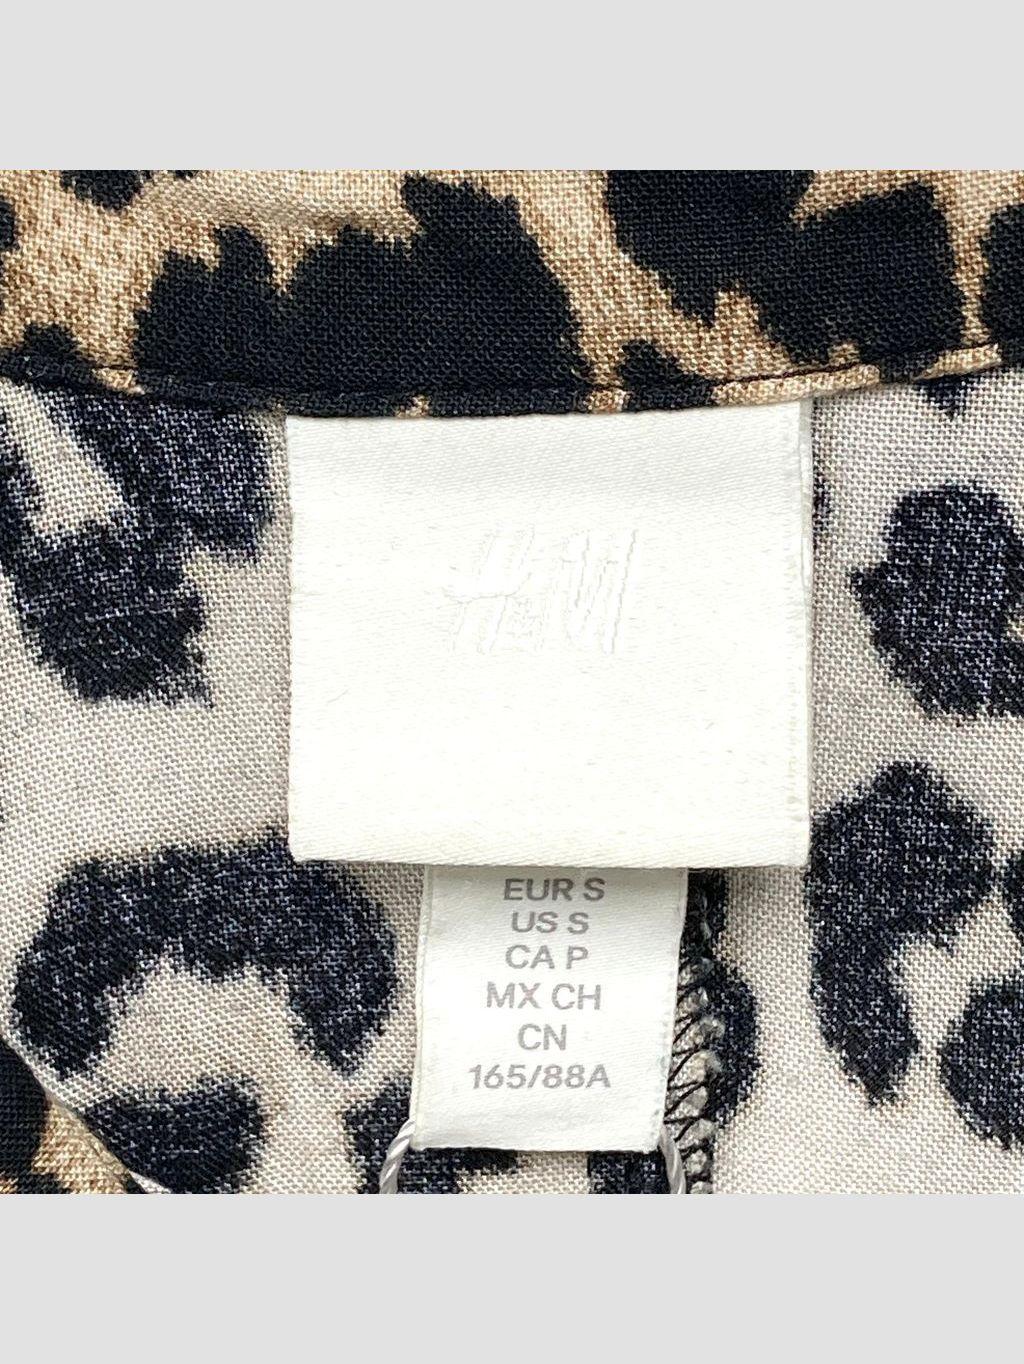 H&M
EUR S
US S
CA P
MX CH
CN
165/88A